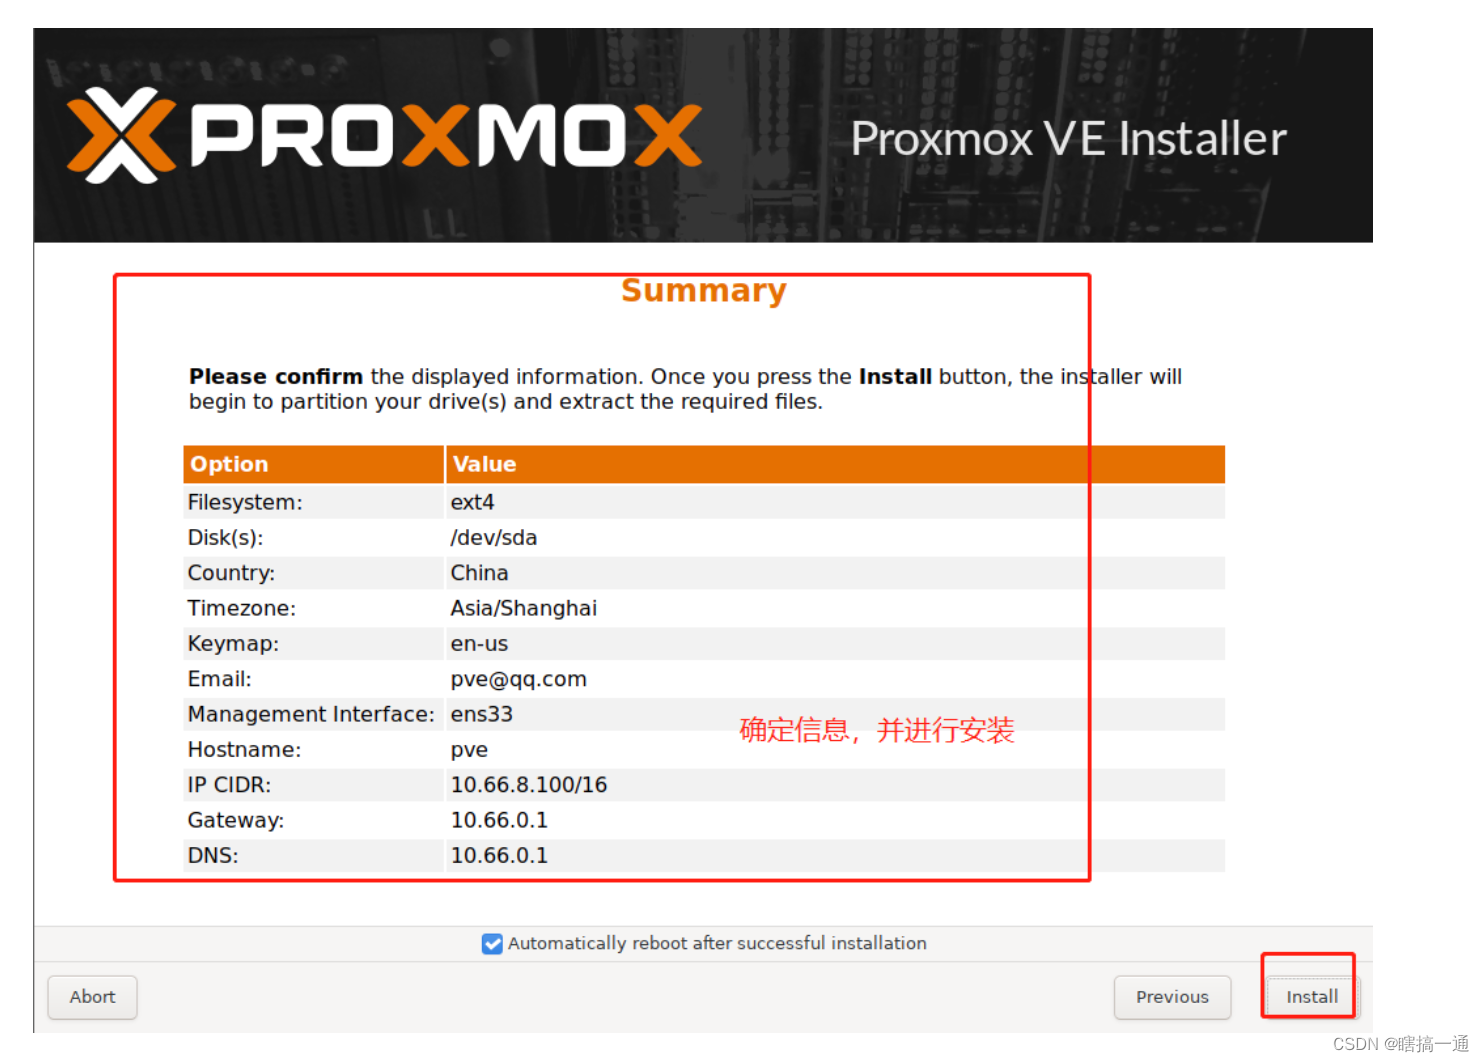 PROXMOX
Proxmox VE Installer
Summary
Please confirm the displayed information. Once you press the Install button, the installer will
begin to partition your drive(s) and extract the required files.
Option Value
Filesystem: ext4
Disk(s): /dev/sda
Country: China
Timezone: Asia/Shanghai
Keymap: en-us
Email: pve@qq.com
Management Interface: ens33
确定信息，并进行安装
Hostname: pve
IP CIDR: 10.66.8.100/16
Gateway: 10.66.0.1
DNS: 10.66.0.1
Automatically reboot after successful installation
Abort Previous Install
CSDN @瞎搞一通